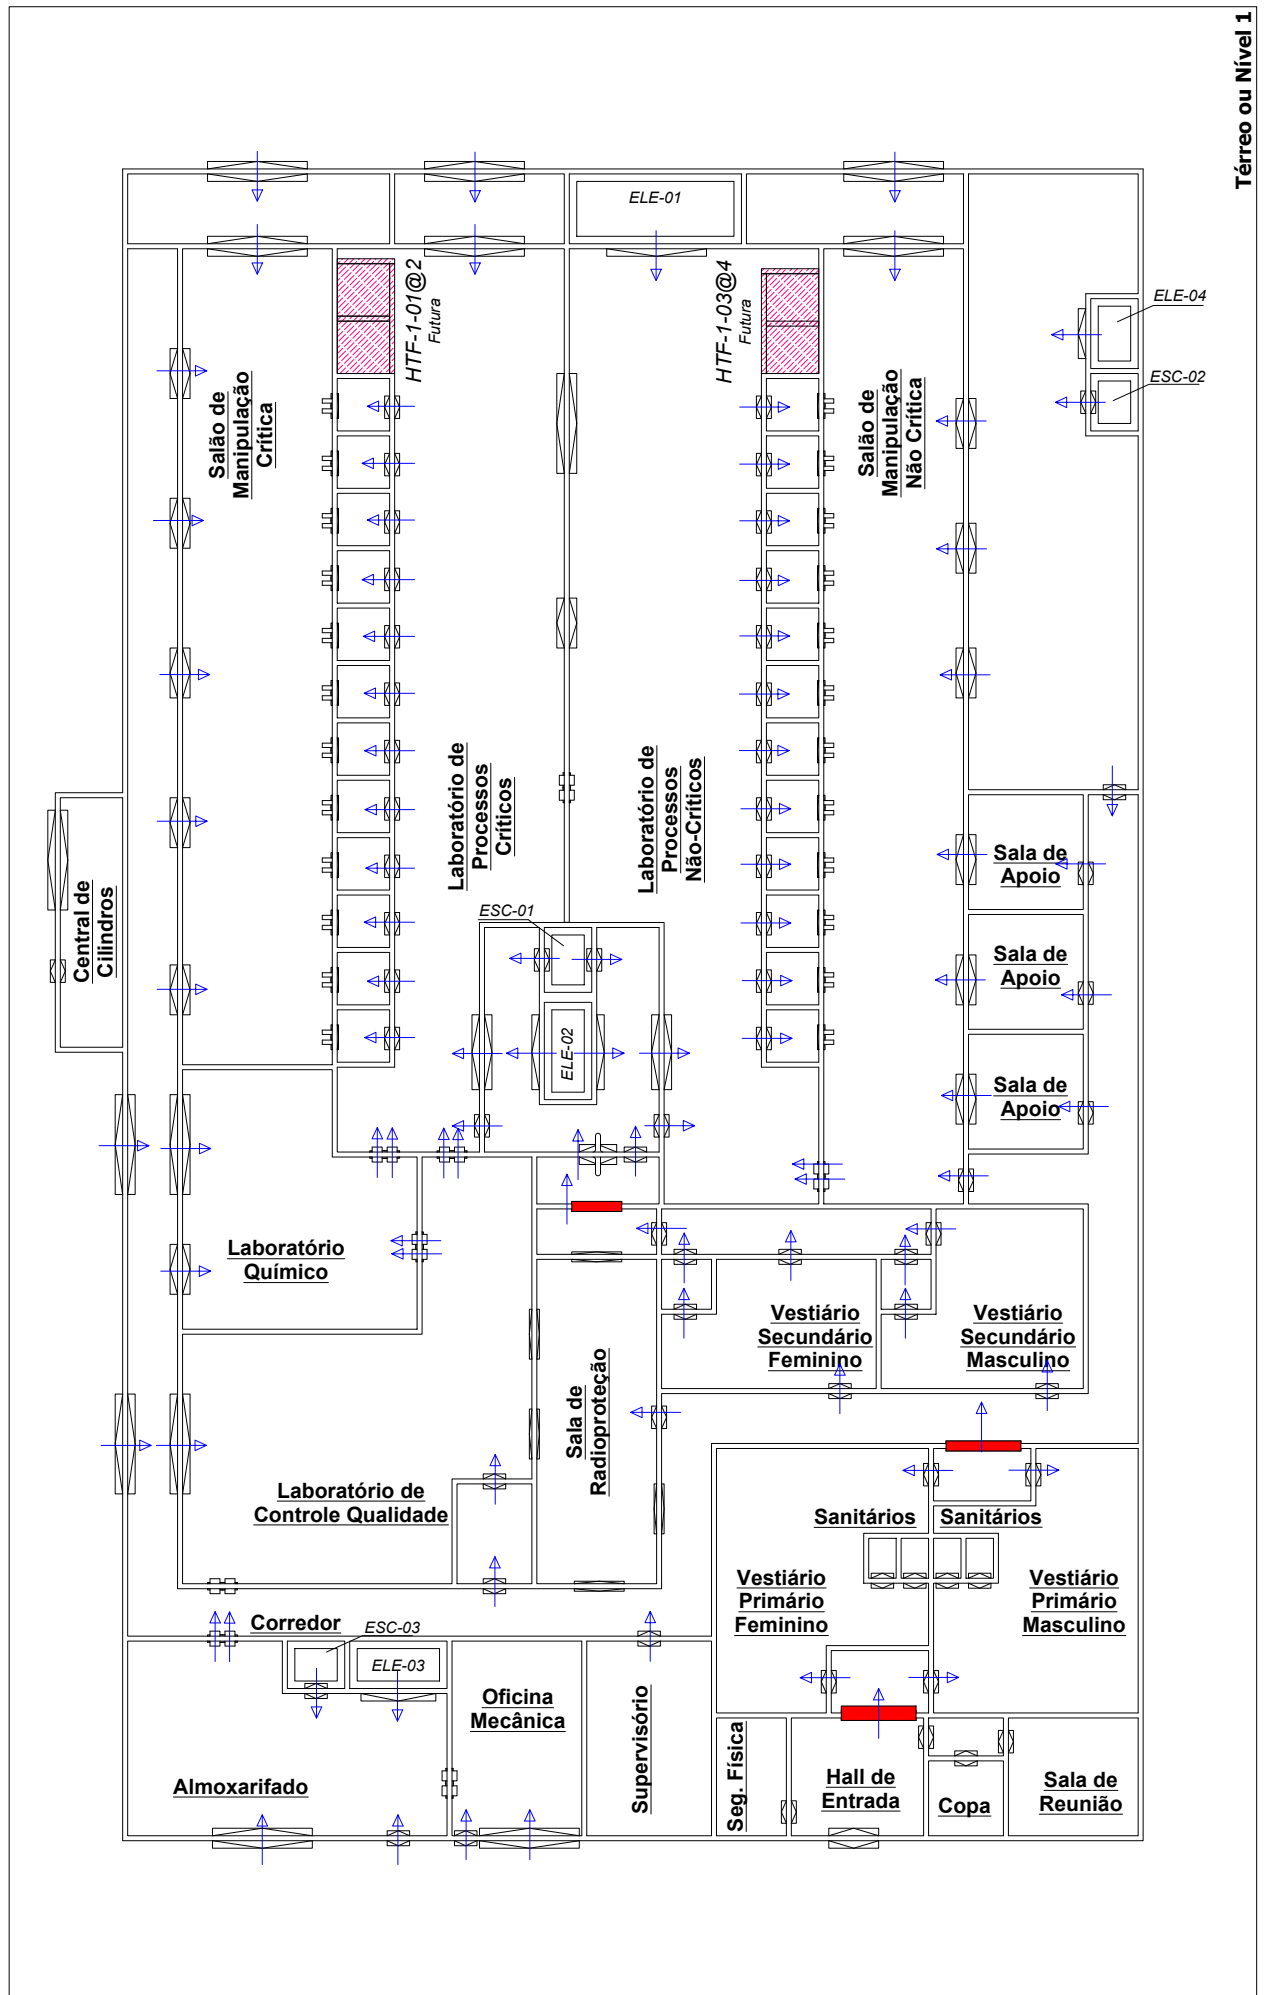 Térreo ou Nível 1
ELE-01
HTF-1-01@2
Futura
HTF-1-03@4
Futura
ELE-04
ESC-02
Salão de
Manipulação
Crítica
Salão de
Manipulação
Não Crítica
Laboratório de
Processos
Críticos
Laboratório de
Processos
Não-Críticos
Central de
Cilindros
Sala de
Apoio
ESC-01
Sala de
Apoio
ELE-02
Sala de
Apoio
Laboratório
Químico
Vestiário
Secundário
Feminino
Vestiário
Secundário
Masculino
Sala de
Radioproteção
Laboratório de
Controle Qualidade
Sanitários
Sanitários
Vestiário
Primário
Feminino
Vestiário
Primário
Masculino
Corredor
ESC-03
ELE-03
Oficina
Mecânica
Supervisório
Seg. Física
Almoxarifado
Hall de
Entrada
Copa
Sala de
Reunião